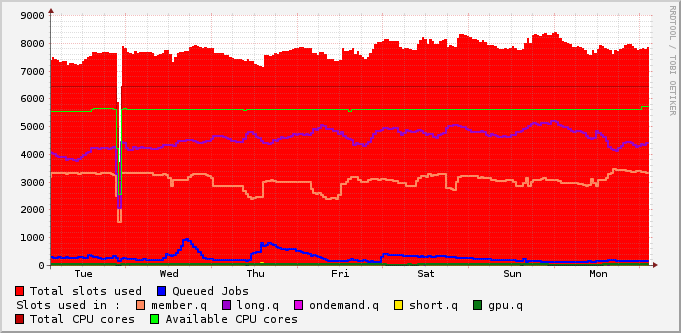 9000
8000
7000
6000
5000
4000
3000
2000
1000
0
Tue Wed Thu Fri Sat Sun Mon
RRDTOOL / TOBI OETIKER
Total slots used Queued Jobs
Slots used in : member.q long.q ondemand.q short.q gpu.q
Total CPU cores Available CPU cores